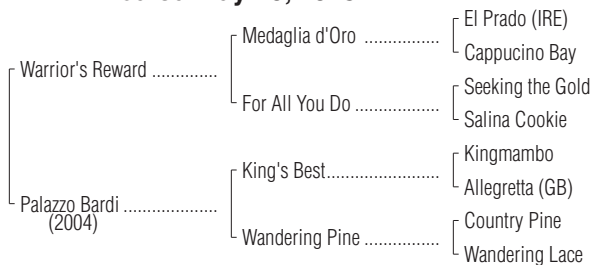 Medaglia d'Oro ................
El Prado (IRE)
Cappucino Bay
Warrior's Reward ..............
For All You Do ..................
Seeking the Gold
Salina Cookie
King's Best........................
Kingmambo
Allegretta (GB)
Palazzo Bardi ....................
(2004)
Wandering Pine ................
Country Pine
Wandering Lace